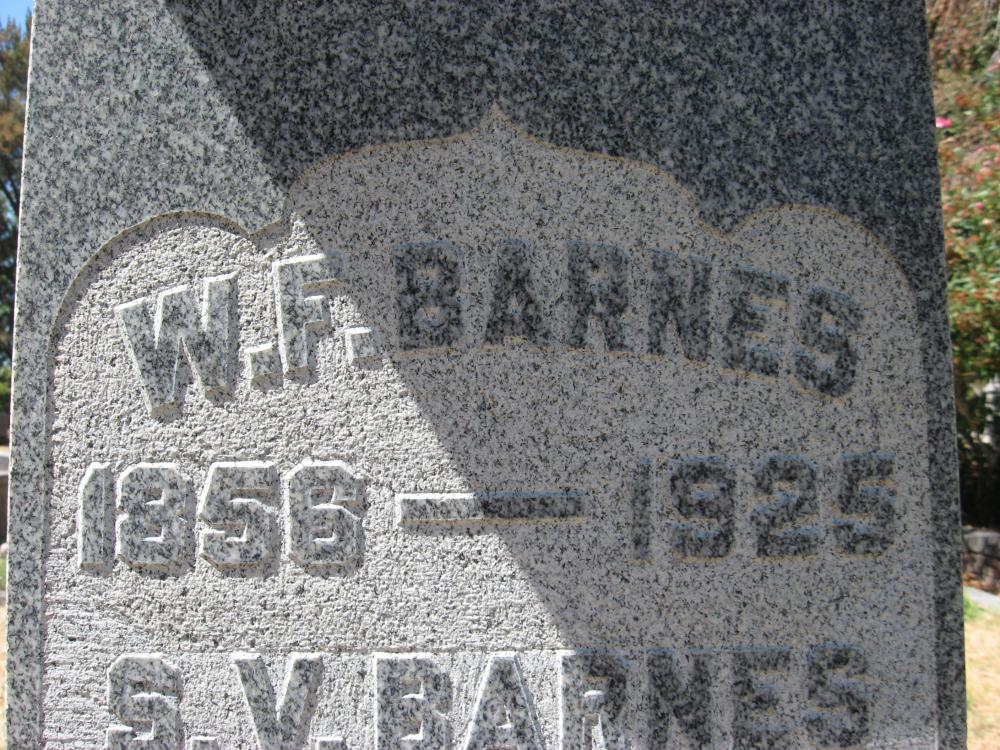 W.F. BARNES
1856 — 1925
S.V. BARNES